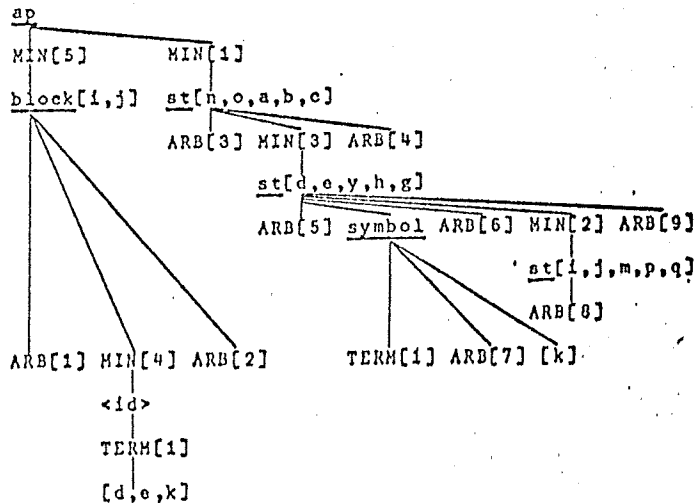 ap
MIN[5] MIN[1]
block[i,j] st[n,o,a,b,c]
ARB[3] MIN[3] ARB[4]
st[d,e,y,h,g]
ARB[5] symbol ARB[6] MIN[2] ARB[9]
st[i,j,m,p,q]
ARB[8]
ARB[1] MIN[4] ARB[2] TERM[1] ARB[7] [k]
<id>
TERM[1]
[d,e,k]